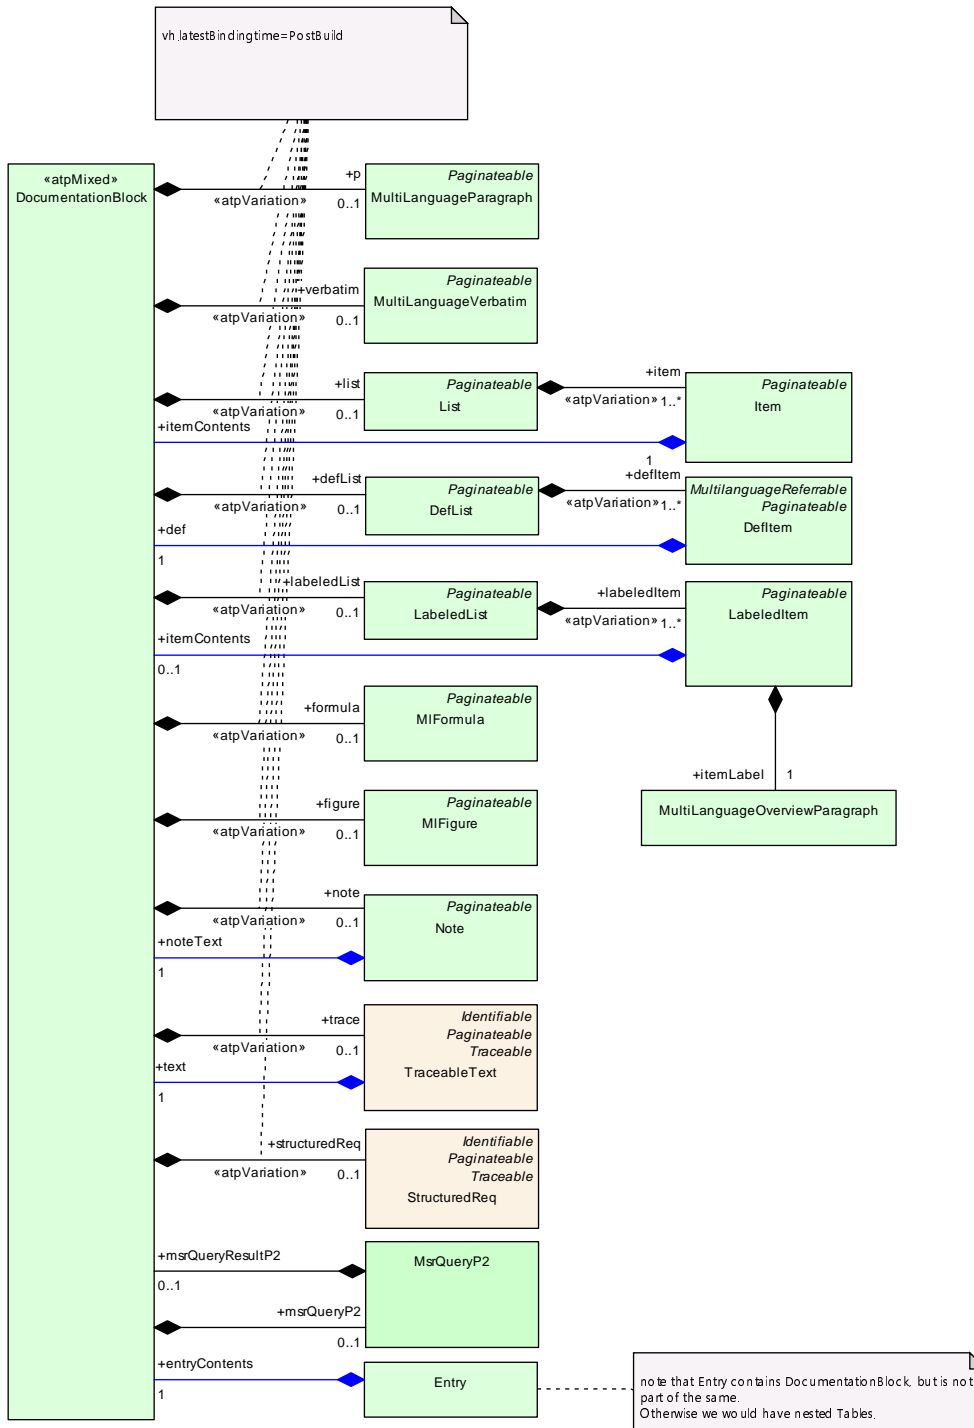 vh.latestBindingtime=PostBuild
«atpMixed»
DocumentationBlock
+p
«atpVariation»
0..1
Paginateable
MultiLanguageParagraph
+verbatim
«atpVariation»
0..1
Paginateable
MultiLanguageVerbatim
+list
«atpVariation»
0..1
Paginateable
List
+item
«atpVariation»
1..*
Paginateable
Item
+itemContents
1
+defList
«atpVariation»
0..1
Paginateable
DefList
+defItem
«atpVariation»
1..*
MultilanguageReferrable
Paginateable
DefItem
+def
1
+labeledList
«atpVariation»
0..1
Paginateable
LabeledList
+labeledItem
«atpVariation»
1..*
Paginateable
LabeledItem
+itemContents
0..1
+formula
«atpVariation»
0..1
Paginateable
MlFormula
+itemLabel
1
MultiLanguageOverviewParagraph
+figure
«atpVariation»
0..1
Paginateable
MlFigure
+note
«atpVariation»
0..1
Paginateable
Note
+noteText
1
+trace
«atpVariation»
0..1
Identifiable
Paginateable
Traceable
TraceableText
+text
1
+structuredReq
«atpVariation»
0..1
Identifiable
Paginateable
Traceable
StructuredReq
+msrQueryResultP2
0..1
MsrQueryP2
+msrQueryP2
0..1
+entryContents
1
Entry
note that Entry contains DocumentationBlock, but is not
part of the same.
Otherwise we would have nested Tables.